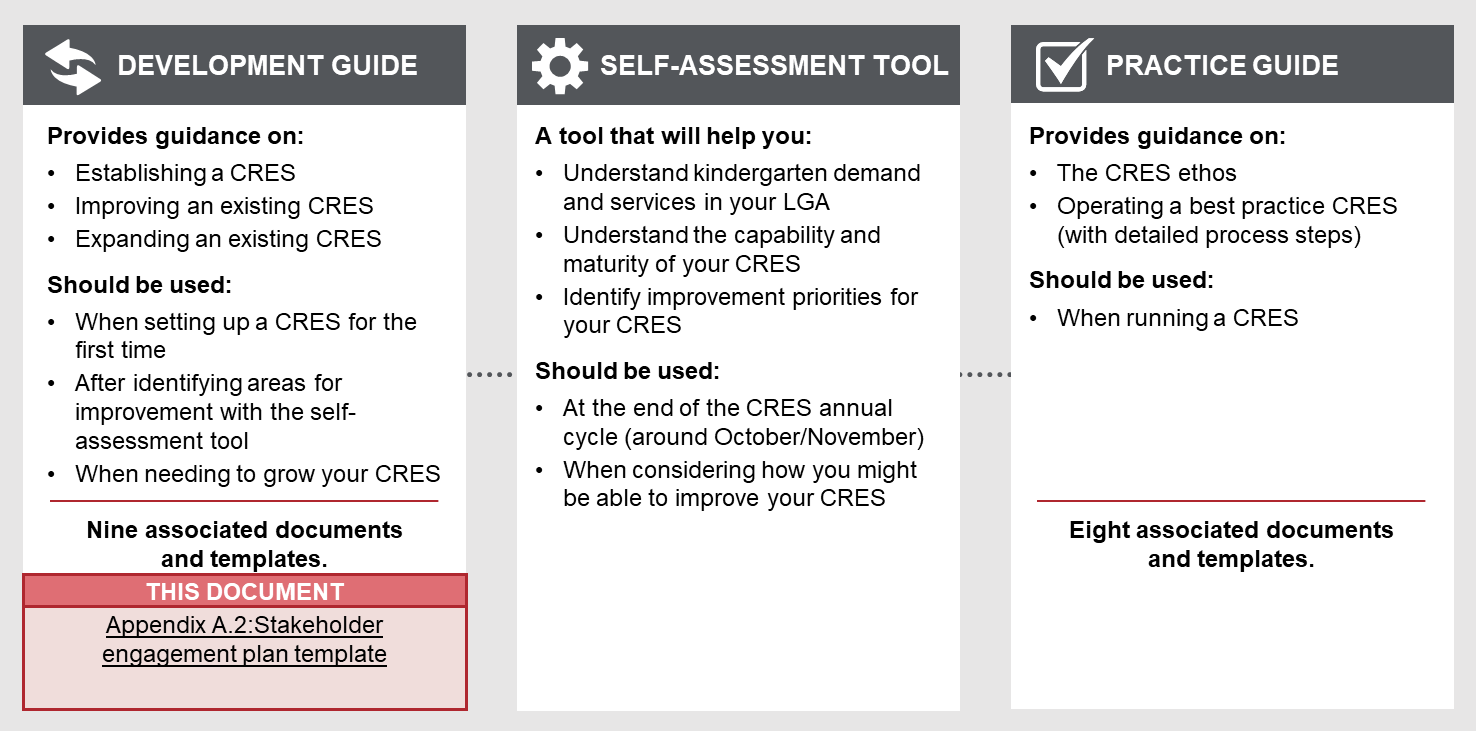 DEVELOPMENT GUIDE
Provides guidance on:
• Establishing a CRES
• Improving an existing CRES
• Expanding an existing CRES
Should be used:
• When setting up a CRES for the
first time
• After identifying areas for
improvement with the self-
assessment tool
• When needing to grow your CRES
Nine associated documents
and templates.
THIS DOCUMENT
Appendix A.2:Stakeholder
engagement plan template
SELF-ASSESSMENT TOOL
A tool that will help you:
• Understand kindergarten demand
and services in your LGA
• Understand the capability and
maturity of your CRES
• Identify improvement priorities for
your CRES
Should be used:
• At the end of the CRES annual
cycle (around October/November)
• When considering how you might
be able to improve your CRES
PRACTICE GUIDE
Provides guidance on:
• The CRES ethos
• Operating a best practice CRES
(with detailed process steps)
Should be used:
• When running a CRES
Eight associated documents
and templates.